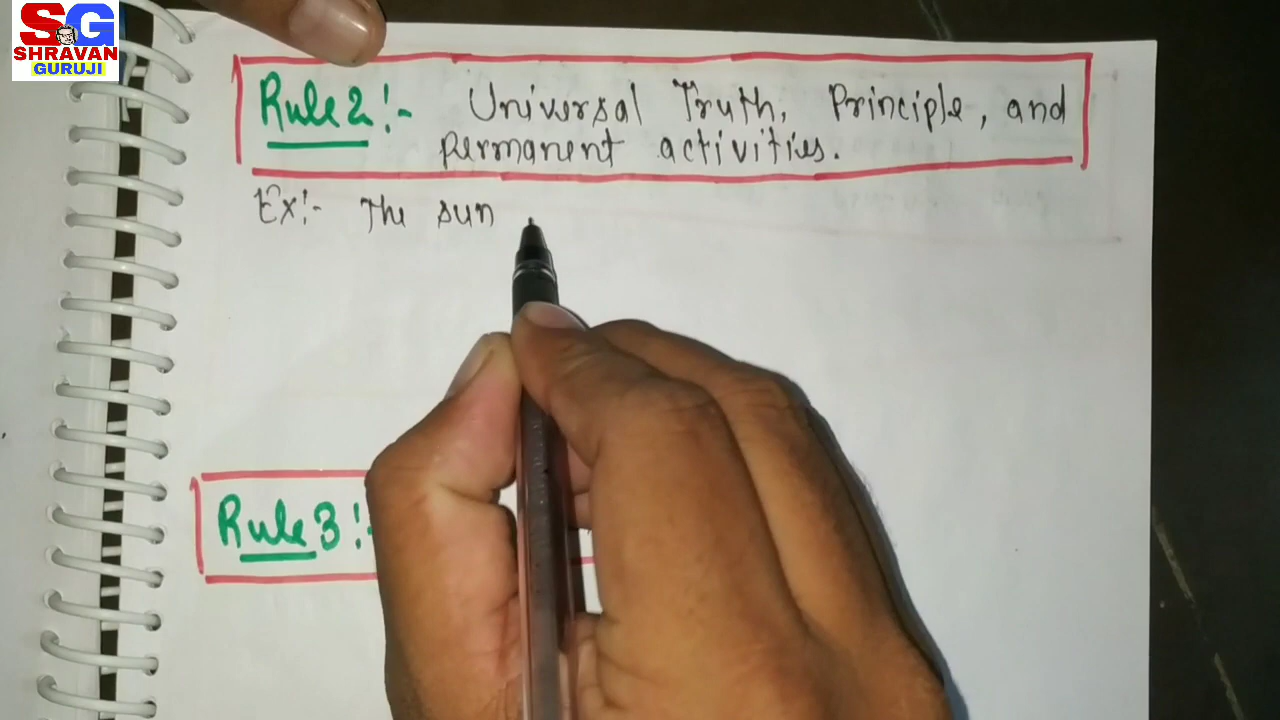 SG
SHRAVAN
GURUJI
Rule 2:- Universal Truth, Principle, and
permanent activities.
Ex:- The sun
Rule 3:-